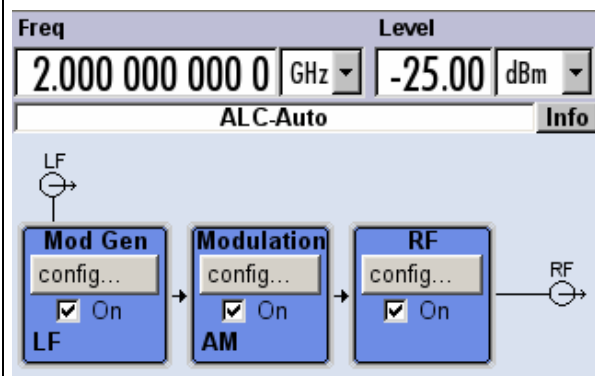 Freq Level
2.000 000 000 0 GHz -25.00 dBm
ALC-Auto Info
LF
Mod Gen Modulation RF
config... config... config... RF
On On On
LF AM